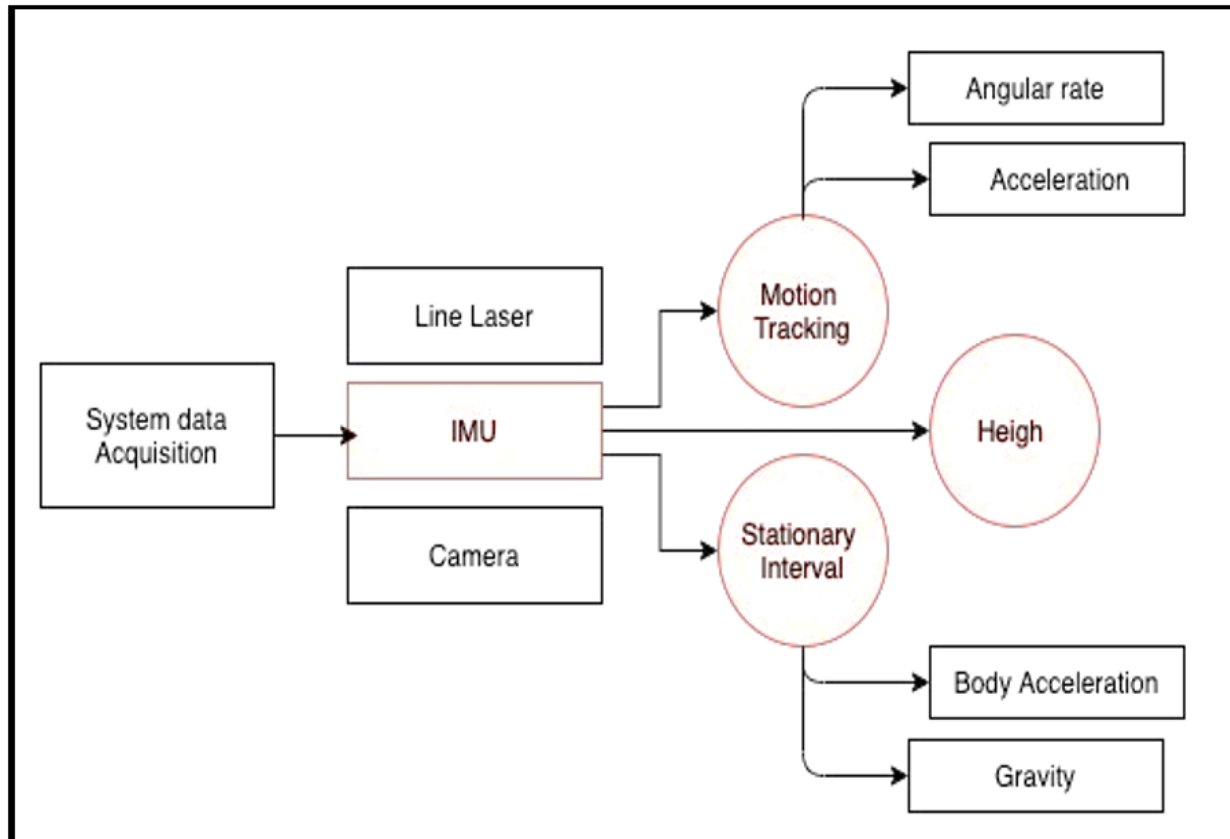 Angular rate
Acceleration
Line Laser
Motion
Tracking
System data
Acquisition
IMU
Heigh
Camera
Stationary
Interval
Body Acceleration
Gravity